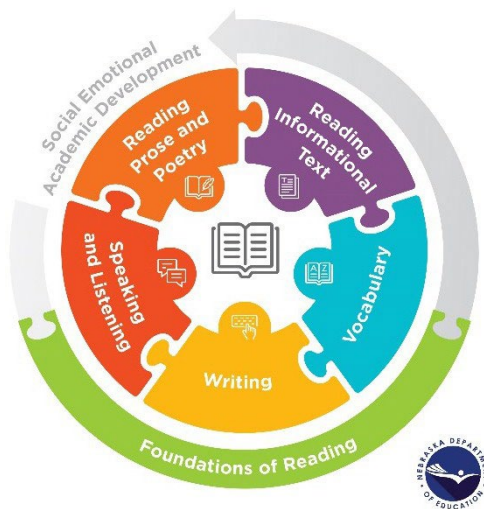 Social Emotional
Academic Development
Reading
Prose and
Poetry
Reading
Informational
Text
Speaking
and Listening
Vocabulary
A Z
Writing
Foundations of Reading
NEBRASKA
OF EDUCATION